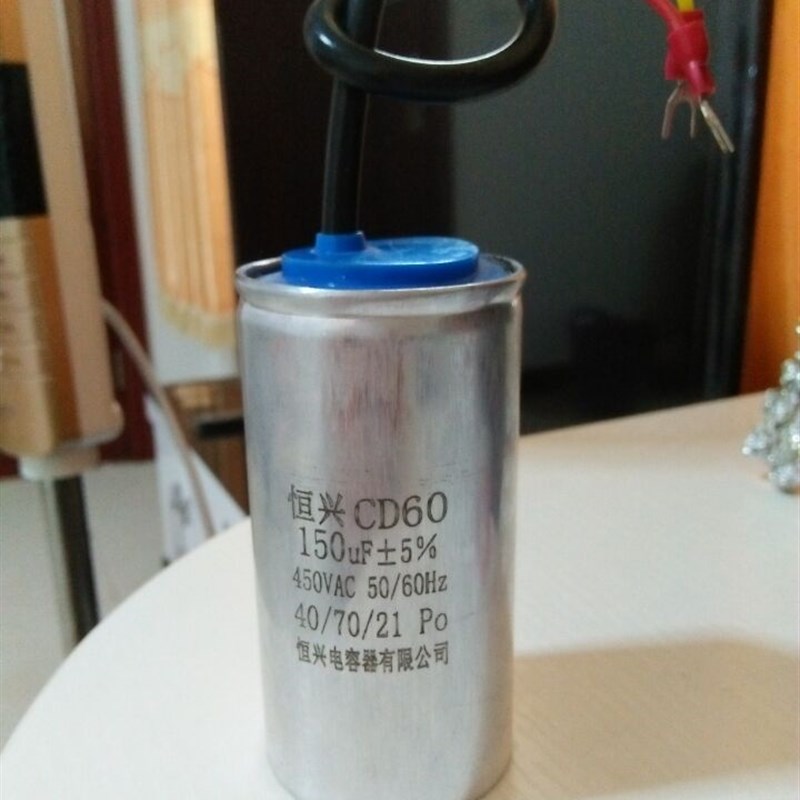 恒兴 CD60
150uF±5%
450VAC 50/60Hz
40/70/21 Po
恒兴电容器有限公司